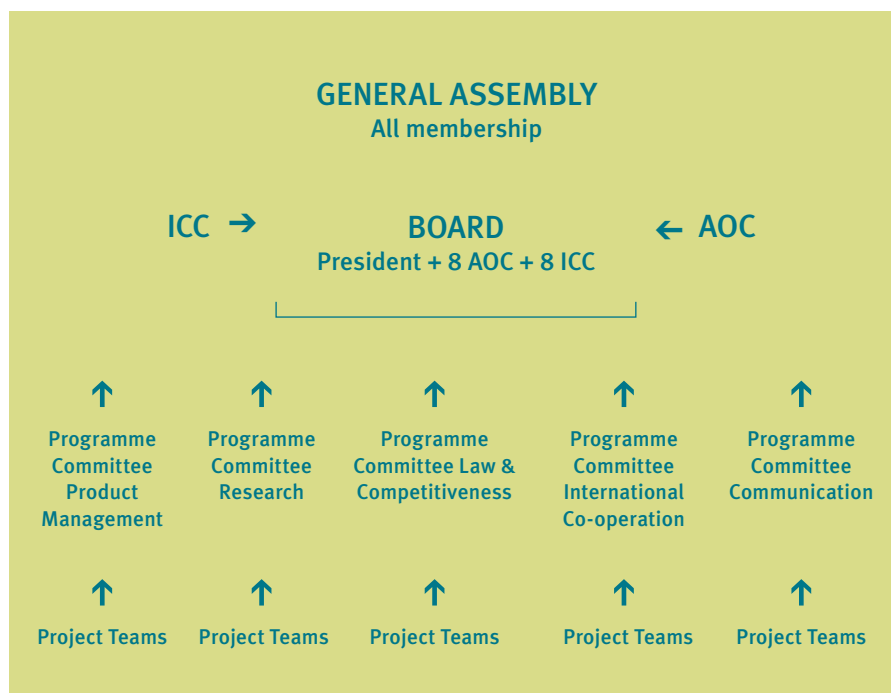 GENERAL ASSEMBLY
All membership
ICC → BOARD ← AOC
President + 8 AOC + 8 ICC
Programme
Committee
Product
Management
Programme
Committee
Research
Programme
Committee Law &
Competitiveness
Programme
Committee
International
Co-operation
Programme
Committee
Communication
Project Teams
Project Teams
Project Teams
Project Teams
Project Teams